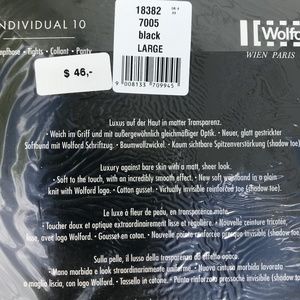 INDIVIDUAL 10
Tights • Collant • Panty
18382
7005
black
LARGE
9 008133 709945
$ 46,-
Wolfo
WIEN PARIS
Luxus auf der Haut in matter Transparenz.
• Weich im Griff und mit außergewöhnlich gleichmäßiger Optik. • Neuer, glatt gestrickter
Softbund mit Wolford Schriftzug. • Baumwollzwickel. • Kaum sichtbare Spitzenverstärkung (shadow toe)
Luxury against bare skin with a matt, sheer look.
• Soft to the touch, with an incredibly smooth effect. • New soft waistband in a plain
knit with Wolford logo. • Cotton gusset. • Virtually invisible reinforced toe (shadow toe).
Le luxe à fleur de peau, en transparence mate.
• Toucher doux et optique extraordinairement lisse et régulière. • Nouvelle ceinture tricotée,
lisse, avec logo Wolford. • Gousset en coton. • Nouvelle pointe renforcée presque invisible (shadow toe)
Sulla pelle, il lusso della trasparenza ad effetto opaco.
• Mano morbida e look straordinariamente uniforme. • Nuova cintura morbida lavorata
a maglia liscia, con logo Wolford. • Tassello in cotone. • Punta rinforzata pressoché invisibile (shadow toe)